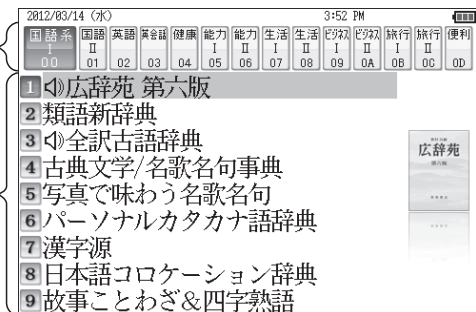 2012/03/14 (水) 3:52 PM
国語系 国語 英語 英会話 健康 能力 能力 生活 生活 ビジネス ビジネス 旅行 旅行 便利
I II I II I II I II I II
00 01 02 03 04 05 06 07 08 09 0A 0B 0C 0D
1 広辞苑 第六版
2 類語新辞典
3 全訳古語辞典
4 古典文学/名歌名句事典
5 写真で味わう名歌名句
6 パーソナルカタカナ語辞典
7 漢字源
8 日本語コロケーション辞典
9 故事ことわざ&四字熟語
広辞苑
第六版